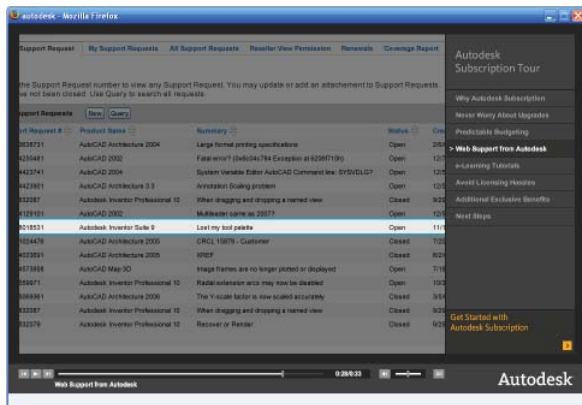 autodesk - Mozilla Firefox
Support Request | My Support Requests All Support Requests Reseller View Permission Renewals Coverage Report
the Support Request number to view any Support Request. You may update or add an attachement to Support Requests
ve not been closed. Use Query to search all requests.
upport Requests New Query
ort Request # Product Name Summary Status Cre
AutoCAD Architecture 2004 Large format printing specifications Open
AutoCAD 2002 Open
AutoCAD 2004 System Variable Editor AutoCAD Command line: SYSVDLG? Open
AutoCAD Architecture 3.3 Annotation Scaling problem Open
Autodesk Inventor Professional 10 When dragging and dropping a named view Closed
AutoCAD 2002 Multileader same as 2007? Open
Autodesk Inventor Suite 9 Lost my tool palette Open
AutoCAD Architecture 2005 CRCL - Customer Closed
AutoCAD Architecture 2005 XREF Closed
AutoCAD Map 3D Image frames are no longer plotted or displayed Open
Autodesk Inventor Professional 10 Radial extension arcs may now be disabled Open
AutoCAD Architecture 2006 The Y-scale factor is now scaled accurately Closed
Autodesk Inventor Professional 10 When dragging and dropping a named view Closed
Autodesk Inventor Professional 10 Recover or Render Closed
Autodesk
Subscription Tour
Why Autodesk Subscription
Never Worry About Upgrades
Predictable Budgeting
> Web Support from Autodesk
e-Learning Tutorials
Avoid Licensing Hassles
Additional Exclusive Benefits
Next Steps
Get Started with
Autodesk Subscription
0:28/0:33
Web Support from Autodesk
Autodesk